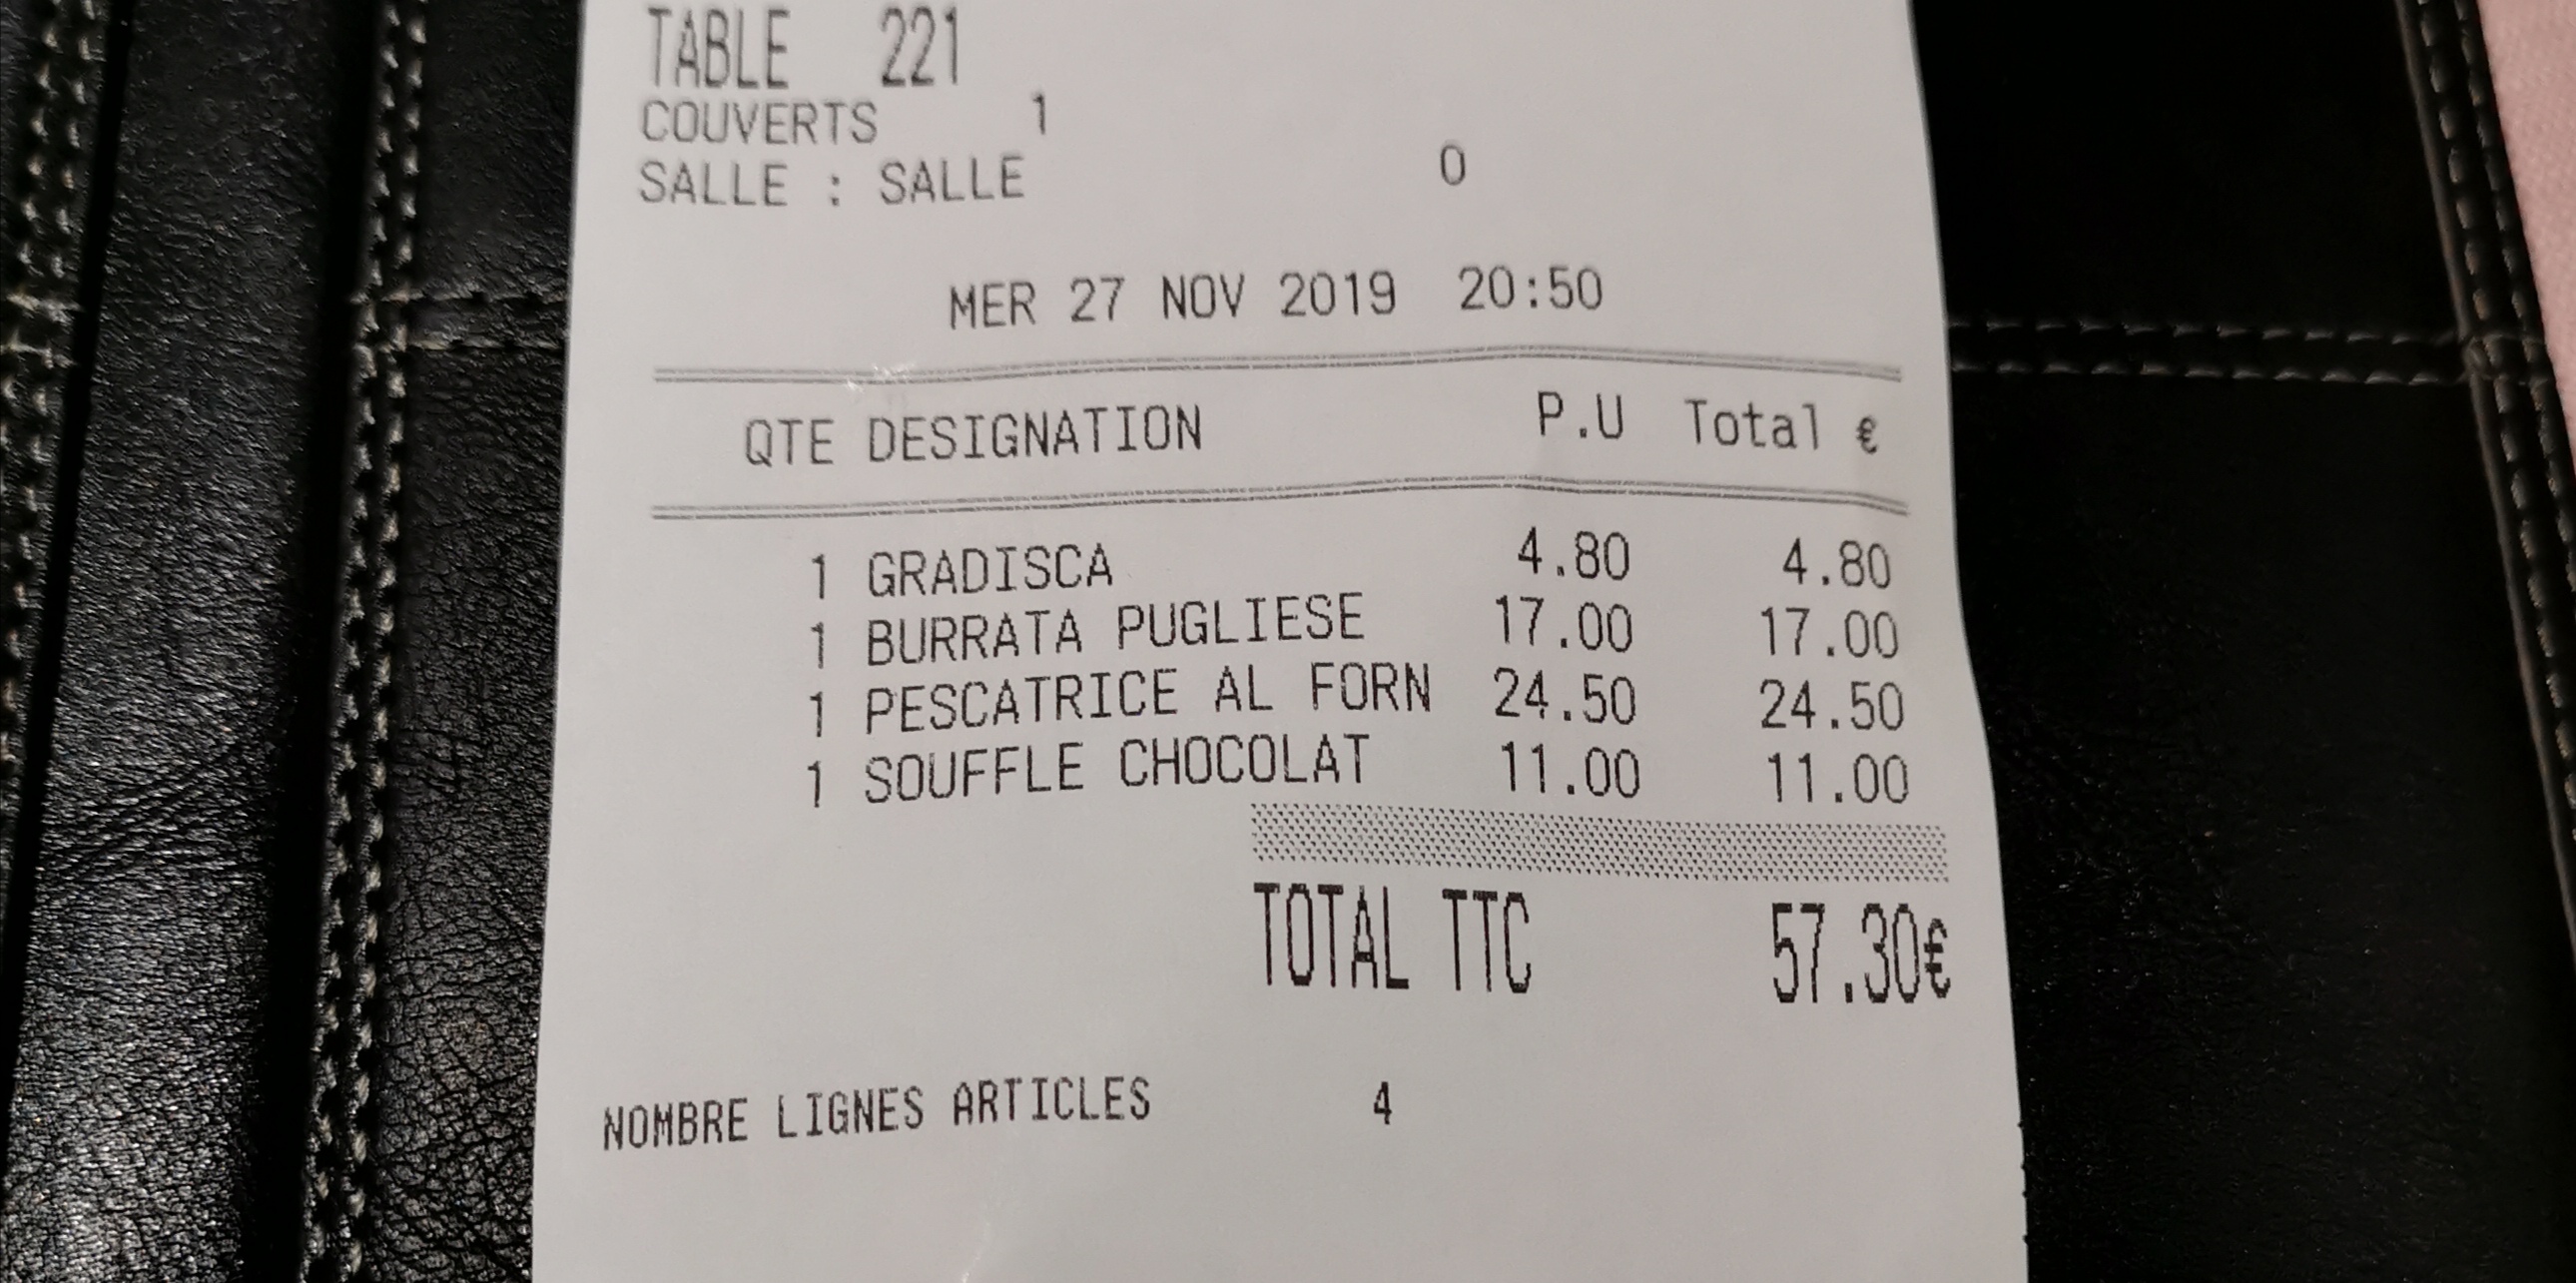 TABLE 221
COUVERTS 1
SALLE : SALLE 0
MER 27 NOV 2019 20:50
QTE DESIGNATION P.U Total €
1 GRADISCA 4.80 4.80
1 BURRATA PUGLIESE 17.00 17.00
1 PESCATRICE AL FORN 24.50 24.50
1 SOUFFLE CHOCOLAT 11.00 11.00
TOTAL TTC 57.30€
NOMBRE LIGNES ARTICLES 4